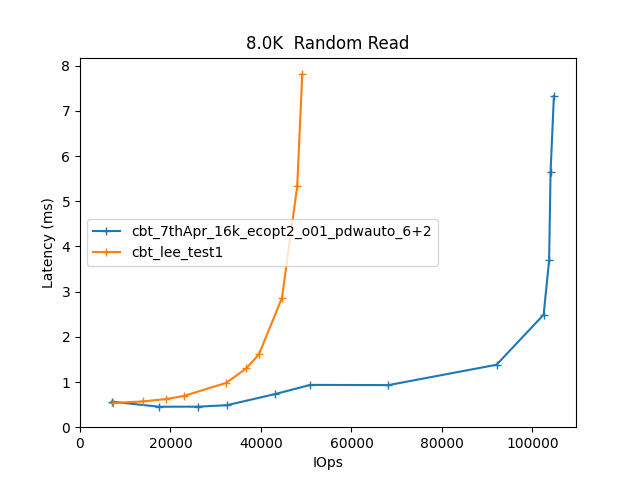 8.0K  Random Read
8
7
6
5
4
3
2
1
0
Latency (ms)
cbt_7thApr_16k_ecopt2_o01_pdwauto_6+2
cbt_lee_test1
0 20000 40000 60000 80000 100000
IOps